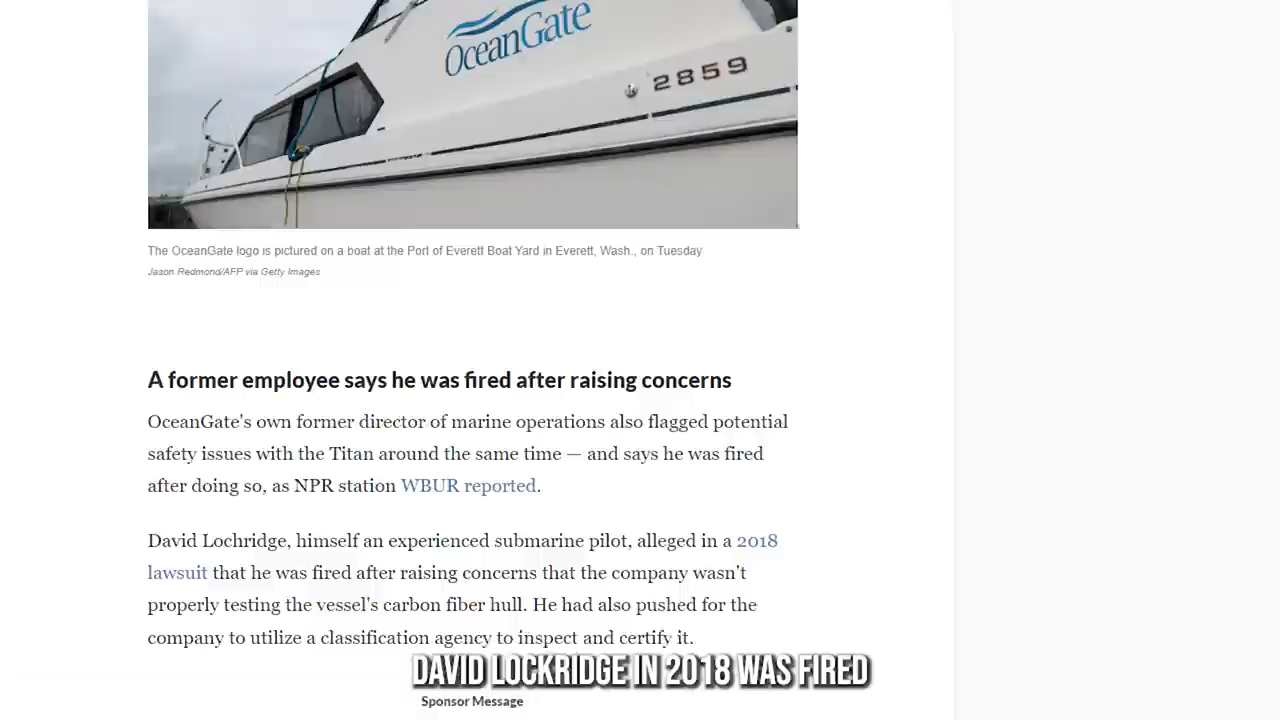 OceanGate
2859
The OceanGate logo is pictured on a boat at the Port of Everett Boat Yard in Everett, Wash., on Tuesday
Jason Redmond/AFP via Getty Images
A former employee says he was fired after raising concerns
OceanGate's own former director of marine operations also flagged potential
safety issues with the Titan around the same time — and says he was fired
after doing so, as NPR station WBUR reported.
David Lochridge, himself an experienced submarine pilot, alleged in a 2018
lawsuit that he was fired after raising concerns that the company wasn't
properly testing the vessel's carbon fiber hull. He had also pushed for the
company to utilize a classification agency to inspect and certify it.
DAVID LOCKRIDGE IN 2018 WAS FIRED
Sponsor Message